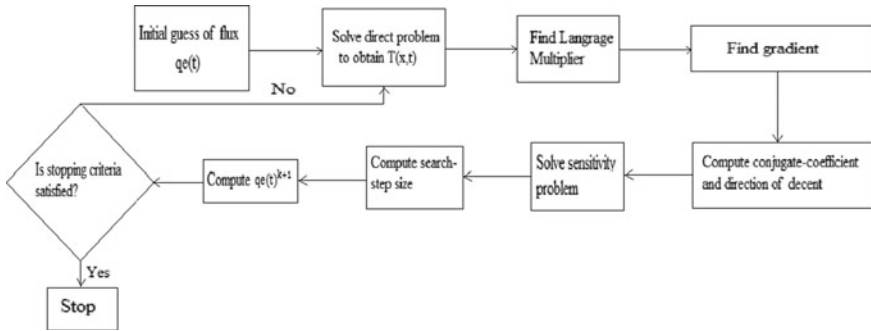 Initial guess of flux
qe(t)
Solve direct problem
to obtain T(x,t)
Find Langrage
Multiplier
Find gradient
No
Is stopping criteria
satisfied?
Compute qe(t)^{k+1}
Compute search-
step size
Solve sensitivity
problem
Compute conjugate-coefficient
and direction of decent
Yes
Stop